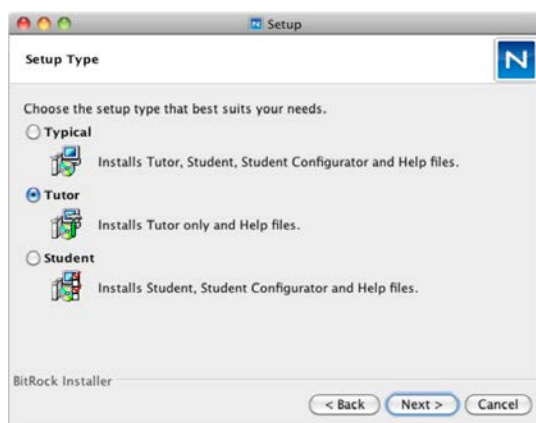 Setup
Setup Type
N
Choose the setup type that best suits your needs.
Typical
Installs Tutor, Student, Student Configurator and Help files.
Tutor
Installs Tutor only and Help files.
Student
Installs Student, Student Configurator and Help files.
BitRock Installer
< Back Next > Cancel